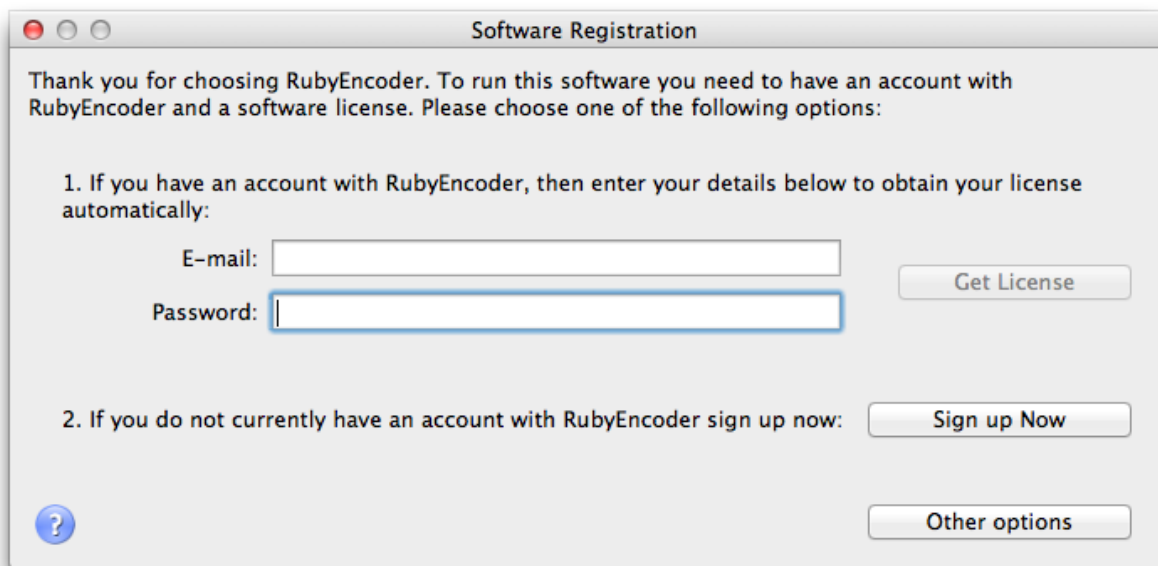 Software Registration
Thank you for choosing RubyEncoder. To run this software you need to have an account with
RubyEncoder and a software license. Please choose one of the following options:
1. If you have an account with RubyEncoder, then enter your details below to obtain your license
automatically:
E-mail:
Get License
Password:
2. If you do not currently have an account with RubyEncoder sign up now:
Sign up Now
?
Other options